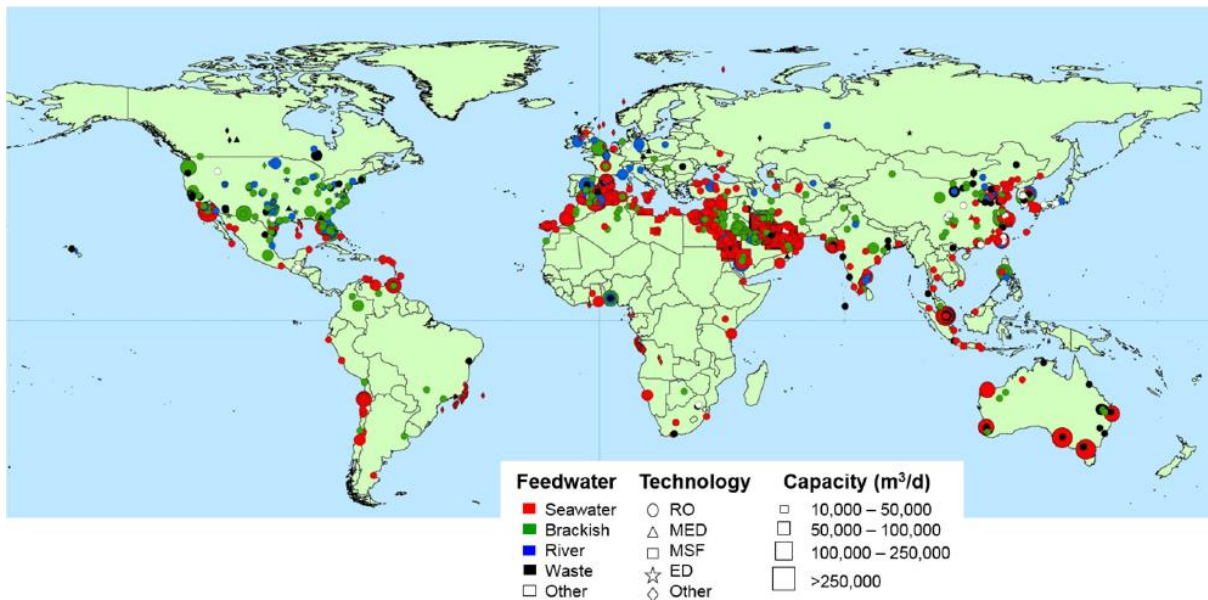 Feedwater Technology Capacity (m³/d)
Seawater RO 10,000 – 50,000
Brackish MED 50,000 – 100,000
River MSF 100,000 – 250,000
Waste ED >250,000
Other Other